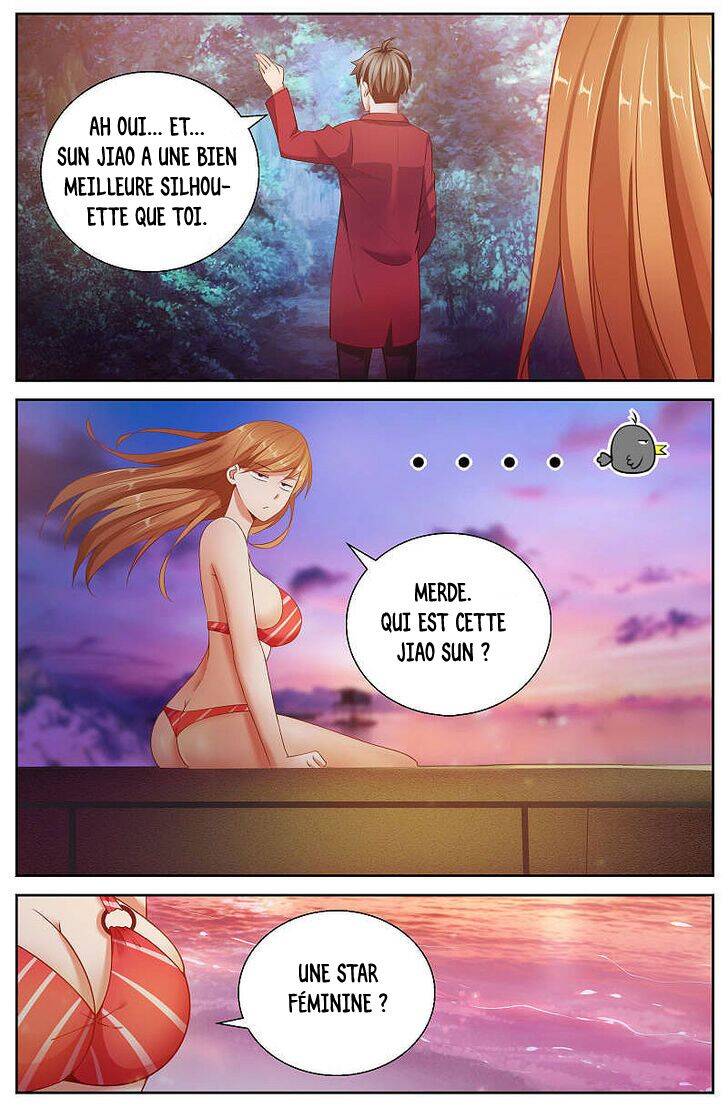 AH OUI... ET...
SUN JIAO A UNE BIEN
MEILLEURE SILHOU-
ETTE QUE TOI.
MERDE.
QUI EST CETTE
JIAO SUN ?
UNE STAR
FÉMININE ?